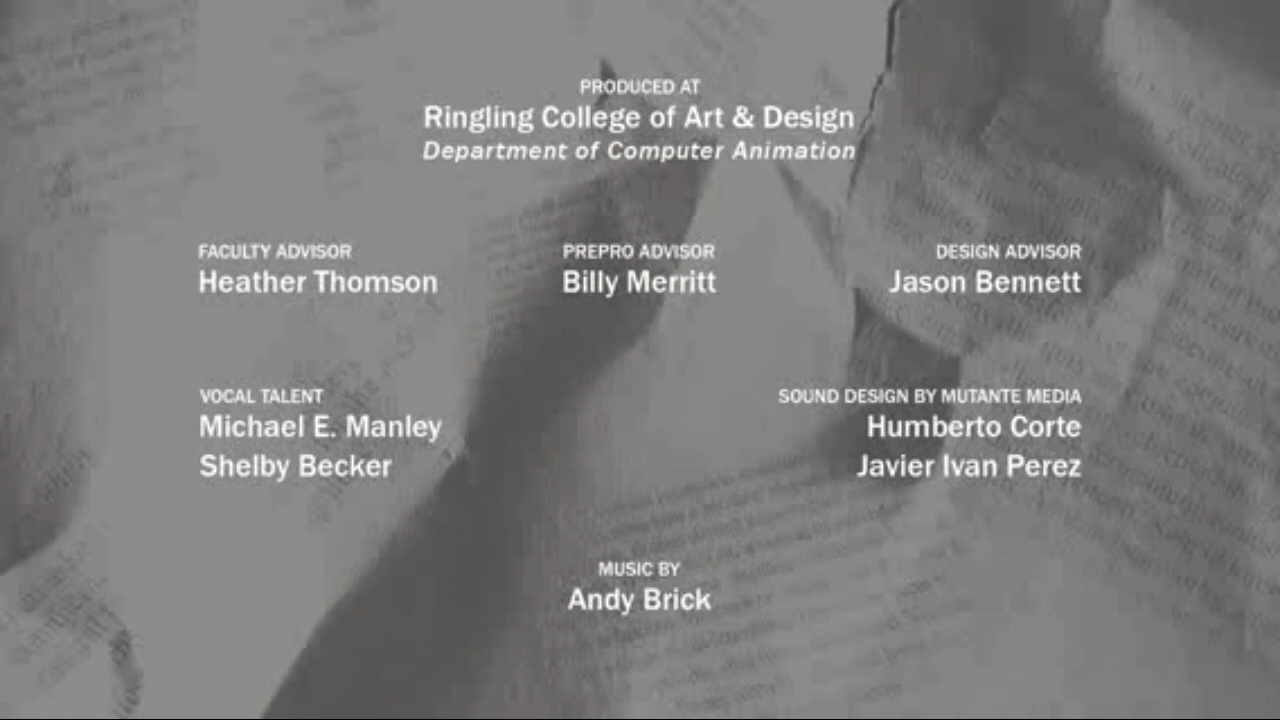 PRODUCED AT
Ringling College of Art & Design
Department of Computer Animation
FACULTY ADVISOR
Heather Thomson
PREPRO ADVISOR
Billy Merritt
DESIGN ADVISOR
Jason Bennett
VOCAL TALENT
Michael E. Manley
Shelby Becker
SOUND DESIGN BY MUTANTE MEDIA
Humberto Corte
Javier Ivan Perez
MUSIC BY
Andy Brick